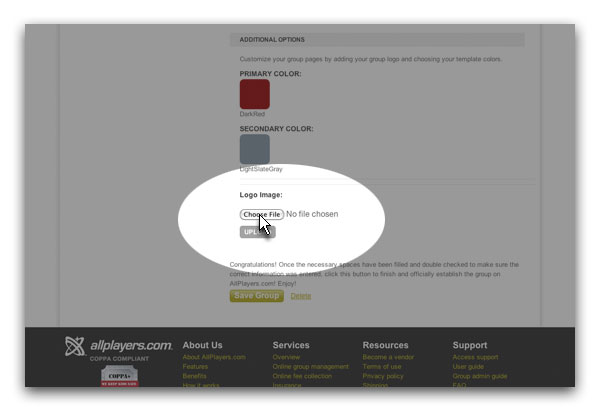 ADDITIONAL OPTIONS
Customize your group pages by adding your group logo and choosing your template colors.
PRIMARY COLOR:
DarkRed
SECONDARY COLOR:
LightSlateGray
Logo Image:
Choose File No file chosen
Congratulations! Once the necessary spaces have been filled and double checked to make sure the
correct information was entered, click this button to finish and officially establish the group on
AllPlayers.com! Enjoy!
Save Group Delete
allplayers.com
COPPA COMPLIANT
COPPA+
WE KEEP KIDS SAFE
About Us
About AllPlayers.com
Features
Benefits
How it works
Services
Overview
Online group management
Online fee collection
Insurance
Resources
Become a vendor
Terms of use
Privacy policy
Shipping
Support
Access support
User guide
Group admin guide
FAQ